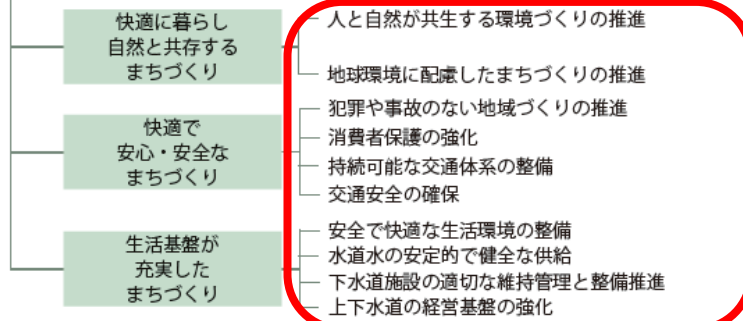 快適に暮らし
自然と共存する
まちづくり
人と自然が共生する環境づくりの推進
地球環境に配慮したまちづくりの推進
快適で
安心・安全な
まちづくり
犯罪や事故のない地域づくりの推進
消費者保護の強化
持続可能な交通体系の整備
交通安全の確保
生活基盤が
充実した
まちづくり
安全で快適な生活環境の整備
水道水の安定的で健全な供給
下水道施設の適切な維持管理と整備推進
上下水道の経営基盤の強化